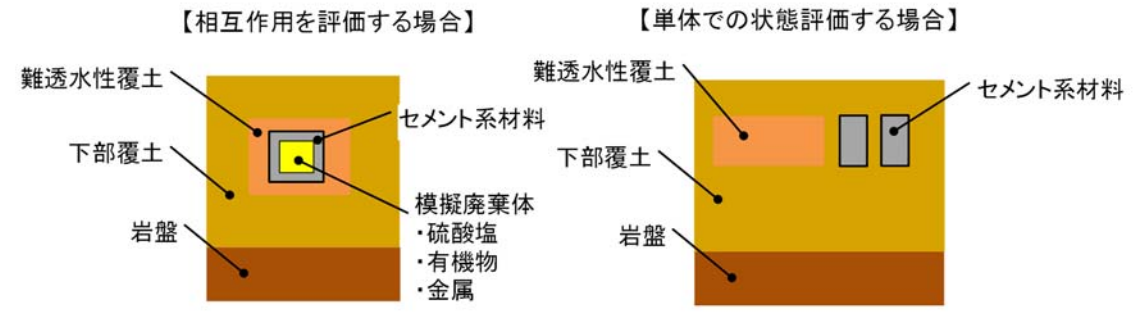 【相互作用を評価する場合】
難透水性覆土
セメント系材料
下部覆土
模擬廃棄体
・硫酸塩
・有機物
・金属
岩盤
【単体での状態評価する場合】
難透水性覆土
セメント系材料
下部覆土
岩盤